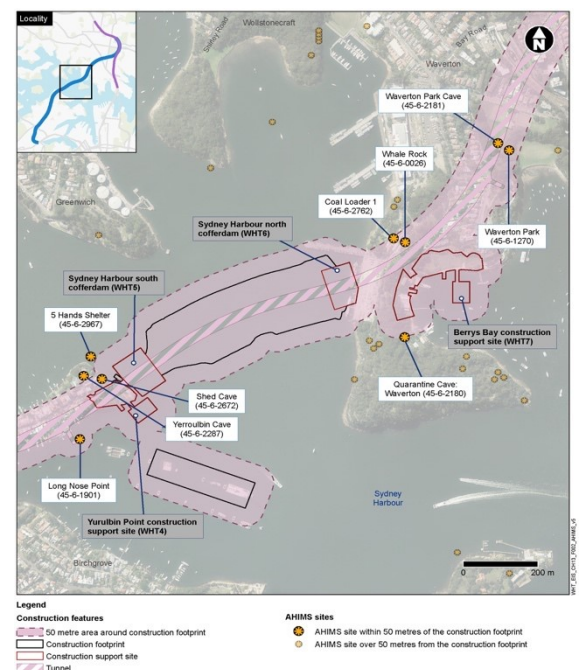 Locality
N
Wollstonecraft
Shirley Road
Bay Road
Waverton
Waverton Park Cave
(45-6-2181)
Whale Rock
(45-6-0026)
Coal Loader 1
(45-6-2762)
Waverton Park
(45-6-1270)
Greenwich
Sydney Harbour north
cofferdam (WHT6)
Sydney Harbour south
cofferdam (WHT5)
Berrys Bay construction
support site (WHT7)
5 Hands Shelter
(45-6-2967)
Quarantine Cave:
Waverton (45-6-2180)
Shed Cave
(45-6-2672)
Yerroulbin Cave
(45-6-2287)
Long Nose Point
(45-6-1901)
Sydney
Harbour
Yurulbin Point construction
support site (WHT4)
Birchgrove
0 200 m
Legend
Construction features
50 metre area around construction footprint
Construction footprint
Construction support site
Tunnel
AHIMS sites
AHIMS site within 50 metres of the construction footprint
AHIMS site over 50 metres from the construction footprint